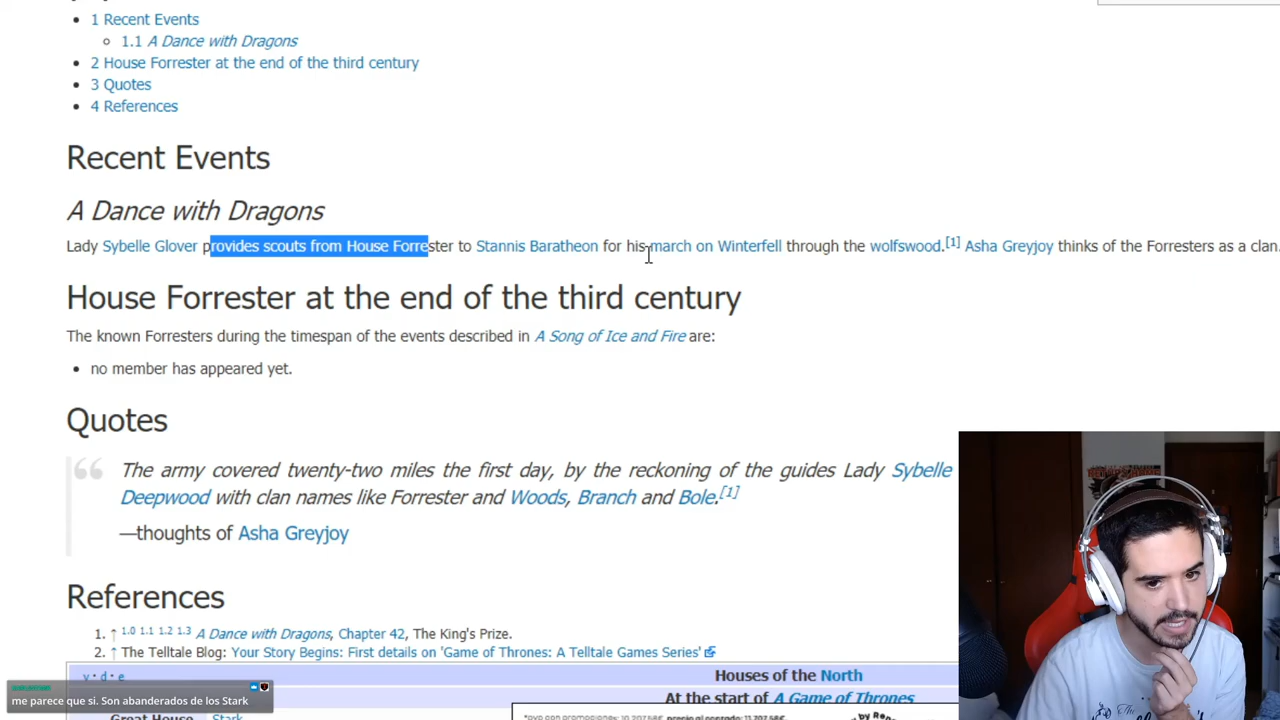 1 Recent Events
1.1 A Dance with Dragons
2 House Forrester at the end of the third century
3 Quotes
4 References
Recent Events
A Dance with Dragons
Lady Sybelle Glover provides scouts from House Forrester to Stannis Baratheon for his march on Winterfell through the wolfswood.[1] Asha Greyjoy thinks of the Forresters as a clan.
House Forrester at the end of the third century
The known Forresters during the timespan of the events described in A Song of Ice and Fire are:
no member has appeared yet.
Quotes
The army covered twenty-two miles the first day, by the reckoning of the guides Lady Sybelle
Deepwood with clan names like Forrester and Woods, Branch and Bole.[1]
—thoughts of Asha Greyjoy
References
1. ↑ 1.0 1.1 1.2 1.3 A Dance with Dragons, Chapter 42, The King's Prize.
2. ↑ The Telltale Blog: Your Story Begins: First details on 'Game of Thrones: A Telltale Games Series'
v · d · e
Houses of the North
At the start of A Game of Thrones
me parece que si. Son abanderados de los Stark
Great House
Stark